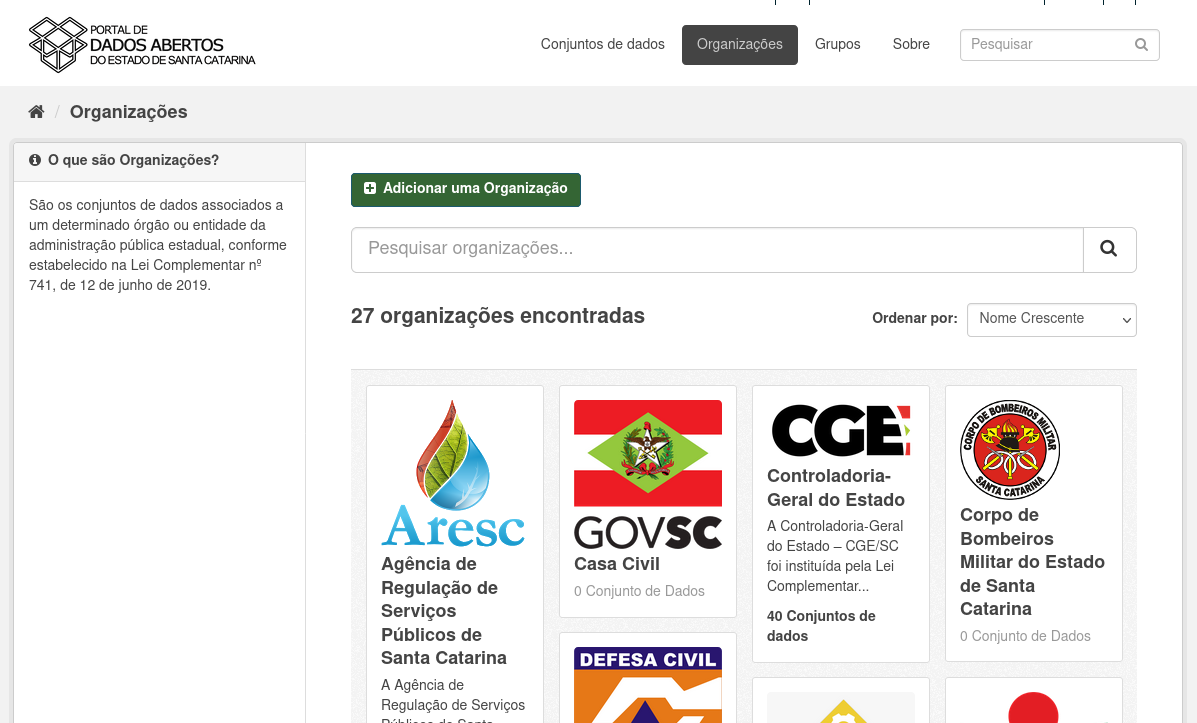 PORTAL DE
DADOS ABERTOS
DO ESTADO DE SANTA CATARINA
Conjuntos de dados
Organizações
Grupos
Sobre
Pesquisar
/ Organizações
O que são Organizações?
São os conjuntos de dados associados a
um determinado órgão ou entidade da
administração pública estadual, conforme
estabelecido na Lei Complementar nº
741, de 12 de junho de 2019.
Adicionar uma Organização
Pesquisar organizações...
27 organizações encontradas
Ordenar por: Nome Crescente
Aresc
Agência de
Regulação de
Serviços
Públicos de
Santa Catarina
A Agência de
Regulação de Serviços
Públicos de Santa
GOVSC
Casa Civil
0 Conjunto de Dados
DEFESA CIVIL
CGE
Controladoria-
Geral do Estado
A Controladoria-Geral
do Estado – CGE/SC
foi instituída pela Lei
Complementar...
40 Conjuntos de
dados
CORPO DE BOMBEIROS MILITAR
SANTA CATARINA
Corpo de
Bombeiros
Militar do Estado
de Santa
Catarina
0 Conjunto de Dados